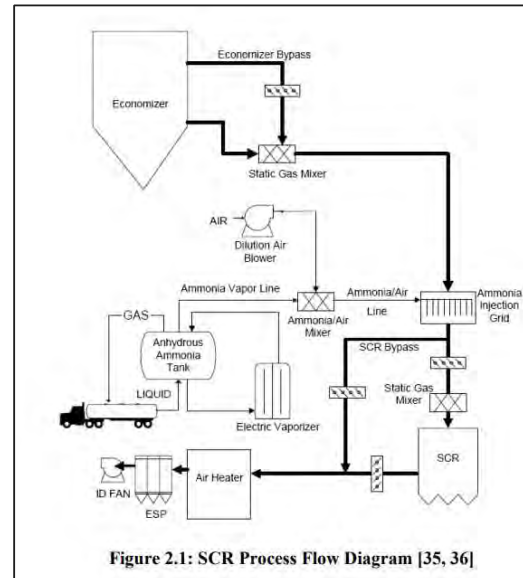 Economizer Bypass
Economizer
Static Gas Mixer
AIR
Dilution Air
Blower
Ammonia Vapor Line
Ammonia/Air
Line
Ammonia
Injection
Grid
GAS
Ammonia/Air
Mixer
Anhydrous
Ammonia
Tank
SCR Bypass
Static Gas
Mixer
LIQUID
Electric Vaporizer
SCR
Air Heater
ID FAN
ESP
Figure 2.1: SCR Process Flow Diagram [35, 36]